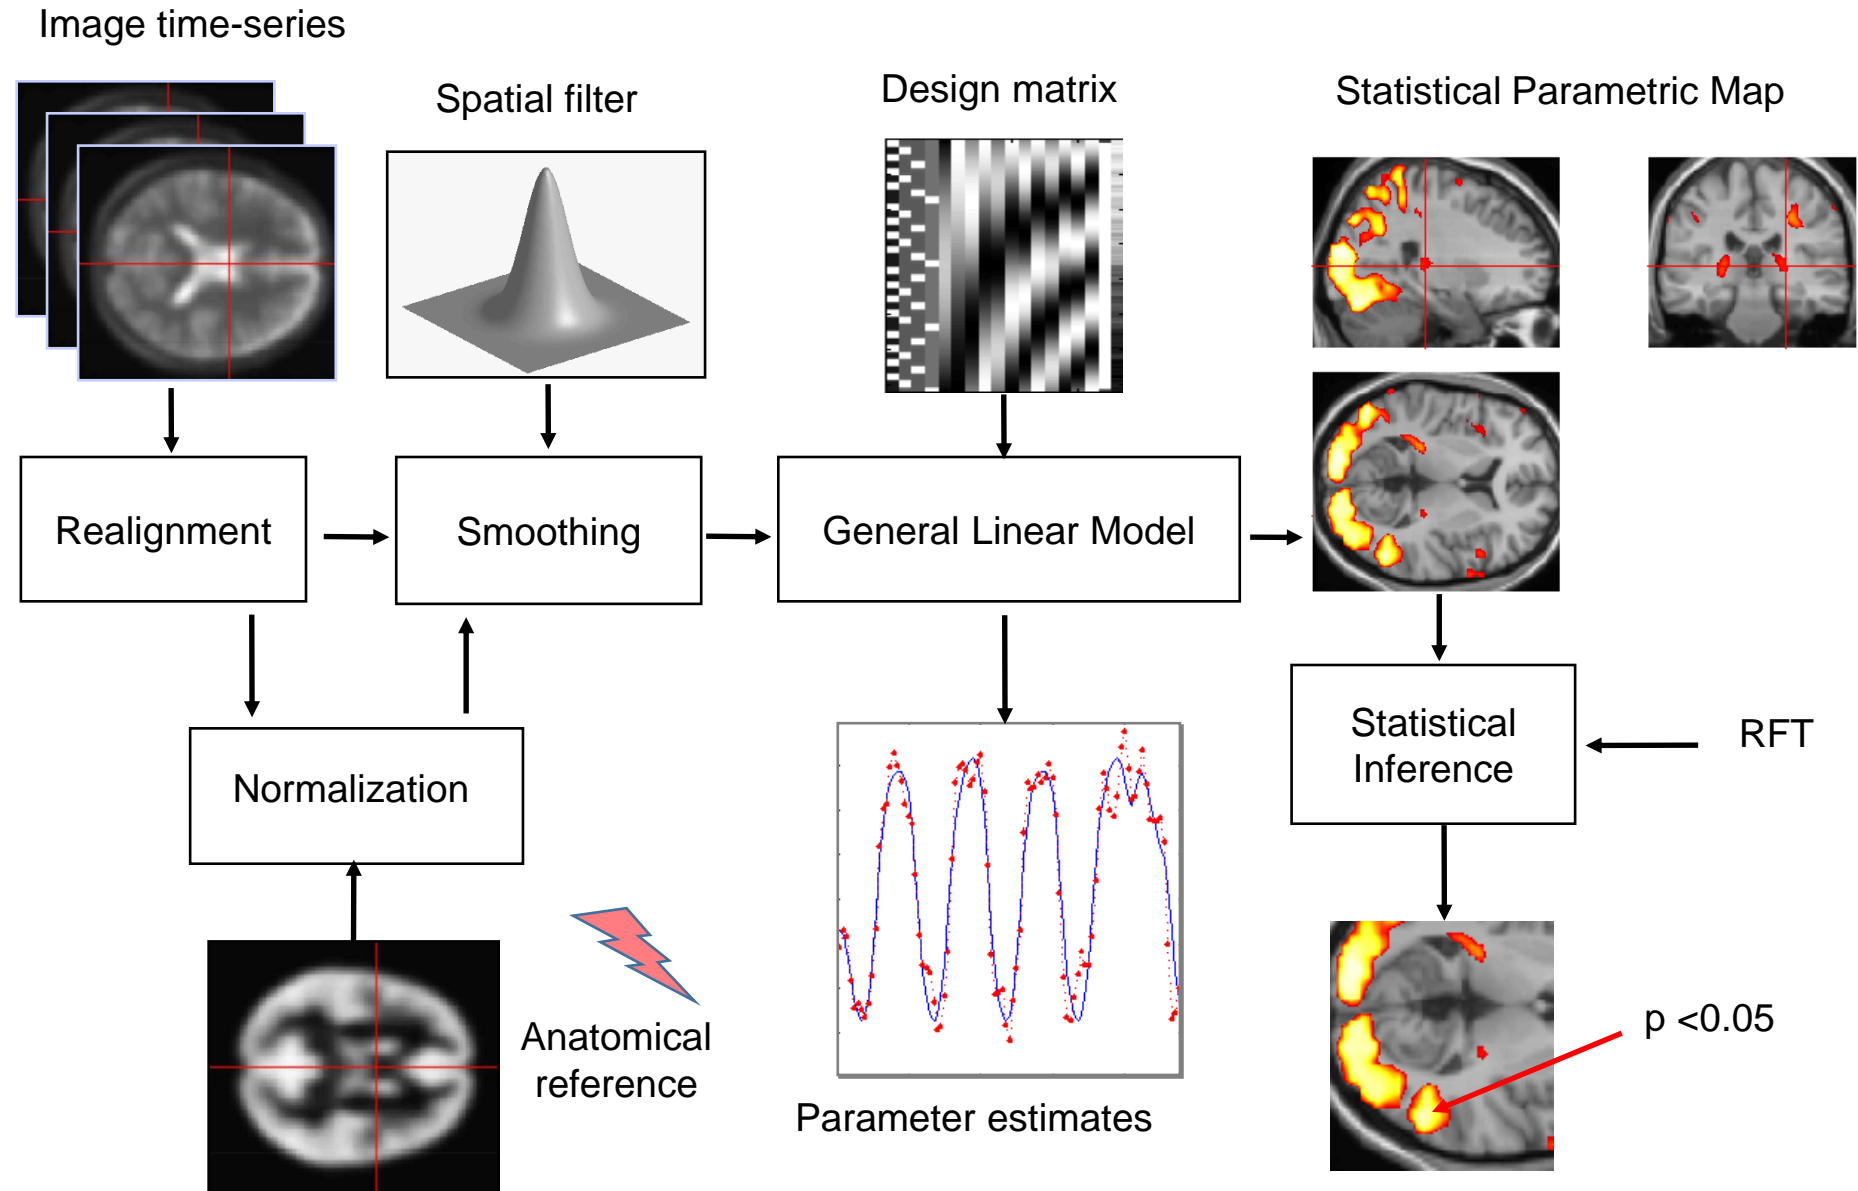 Image time-series
Spatial filter
Design matrix
Statistical Parametric Map
Realignment
Smoothing
General Linear Model
Normalization
Statistical
Inference
RFT
Anatomical
reference
Parameter estimates
p <0.05